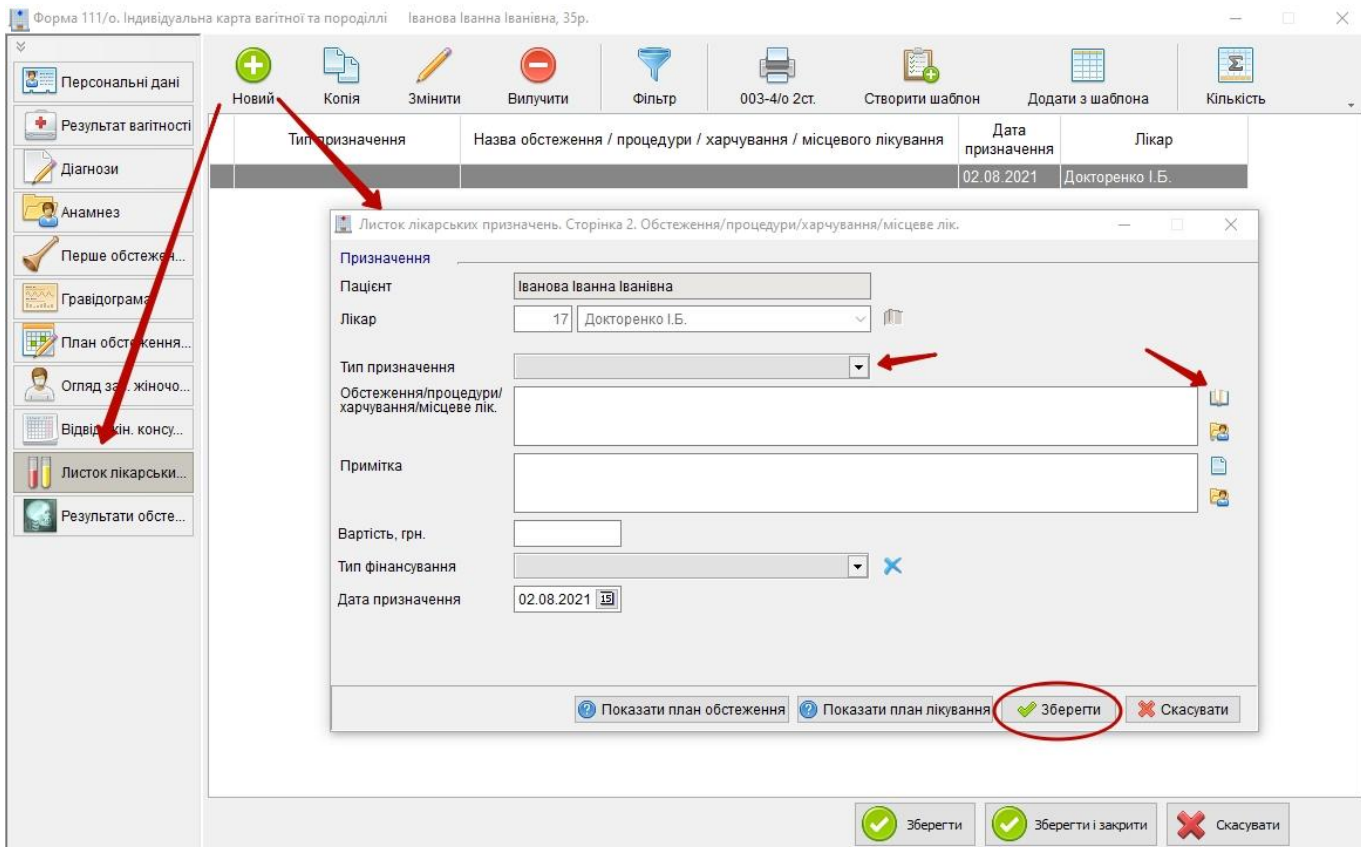 Форма 111/о. Індивідуальна карта вагітної та породіллі Іванова Іванна Іванівна, 35р.
Персональні дані
Результат вагітності
Діагнози
Анамнез
Перше обстежен...
Гравідограма
План обстеження...
Огляд заг. жіночо...
Відвід. жін. консу...
Листок лікарськи...
Результати обсте...
Новий Копія Змінити Вилучити Фільтр 003-4/о 2ст. Створити шаблон Додати з шаблона Кількість
Тип призначення Назва обстеження / процедури / харчування / місцевого лікування Дата призначення Лікар
02.08.2021 Докторенко І.Б.
Листок лікарських призначень. Сторінка 2. Обстеження/процедури/харчування/місцеве лік.
Призначення
Пацієнт Іванова Іванна Іванівна
Лікар 17 Докторенко І.Б.
Тип призначення
Обстеження/процедури/
харчування/місцеве лік.
Примітка
Вартість, грн.
Тип фінансування
Дата призначення 02.08.2021 15
Показати план обстеження Показати план лікування Зберегти Скасувати
Зберегти Зберегти і закрити Скасувати